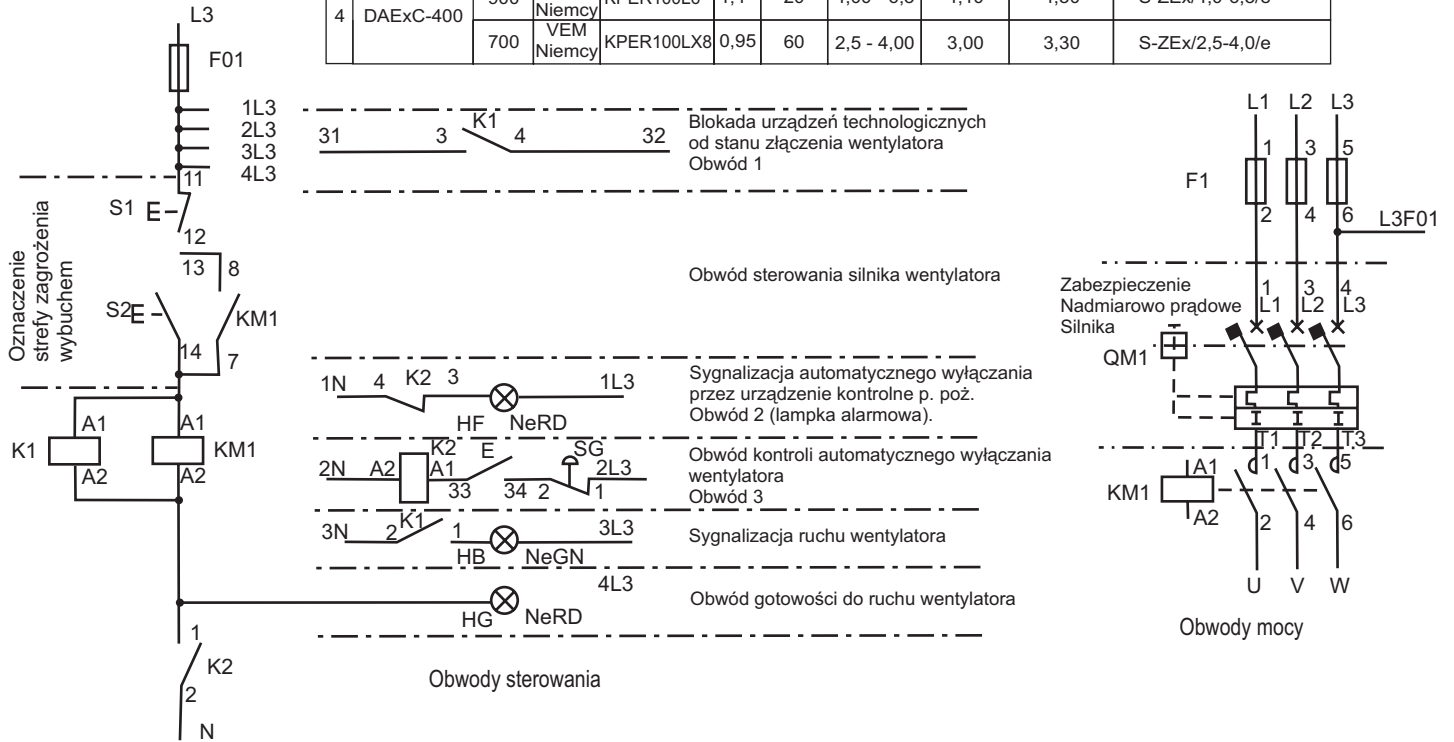 4 DAExC-400
Niemcy
700 VEM Niemcy KPER100LX8 0,95 60 2,5 - 4,00 3,00 3,30 S-ZEx/2,5-4,0/e
L3
F01
1L3
2L3
3L3
4L3
31 3 K1 4 32
Blokada urządzeń technologicznych
od stanu złączenia wentylatora
Obwód 1
11
S1 E
12
13 8
S2 E
KM1
14 7
Oznaczenie
strefy zagrożenia
wybuchem
Obwód sterowania silnika wentylatora
1N 4 K2 3 1L3
HF NeRD
Sygnalizacja automatycznego wyłączania
przez urządzenie kontrolne p. poż.
Obwód 2 (lampka alarmowa).
A1 A1
K1 KM1
A2 A2
K2 E SG
2N A2 A1 2L3
33 34 2 1
Obwód kontroli automatycznego wyłączania
wentylatora
Obwód 3
3N 2 K1 1 3L3
HB NeGN
Sygnalizacja ruchu wentylatora
4L3
HG NeRD
Obwód gotowości do ruchu wentylatora
1
K2
2
N
Obwody sterowania
L1 L2 L3
1 3 5
F1
2 4 6
L3F01
Zabezpieczenie
Nadmiarowo prądowe
Silnika
1 3 4
L1 L2 L3
QM1
T1 T2 T3
A1 1 3 5
KM1
A2 2 4 6
U V W
Obwody mocy